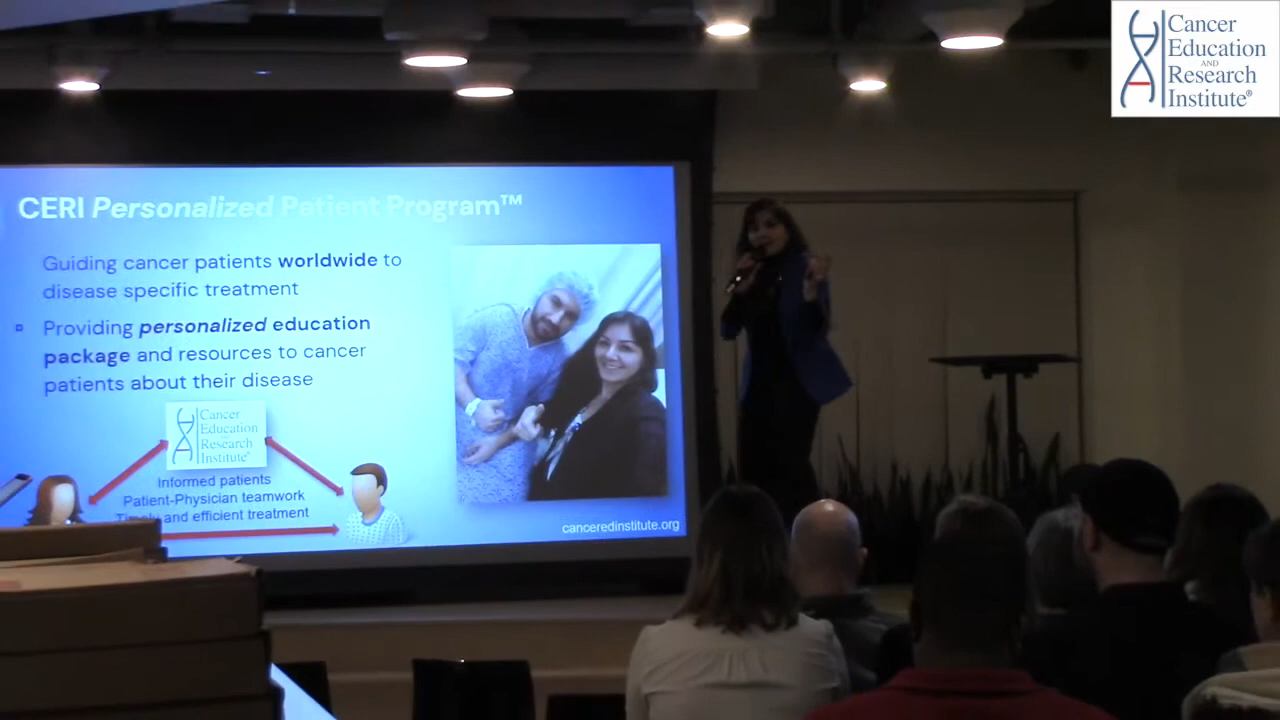 Cancer
Education
AND
Research
Institute®
CERI Personalized Patient Program™
Guiding cancer patients worldwide to
disease specific treatment
Providing personalized education
package and resources to cancer
patients about their disease
Cancer
Education
Research
Institute®
Informed patients
Patient-Physician teamwork
Timely and efficient treatment
canceredinstitute.org